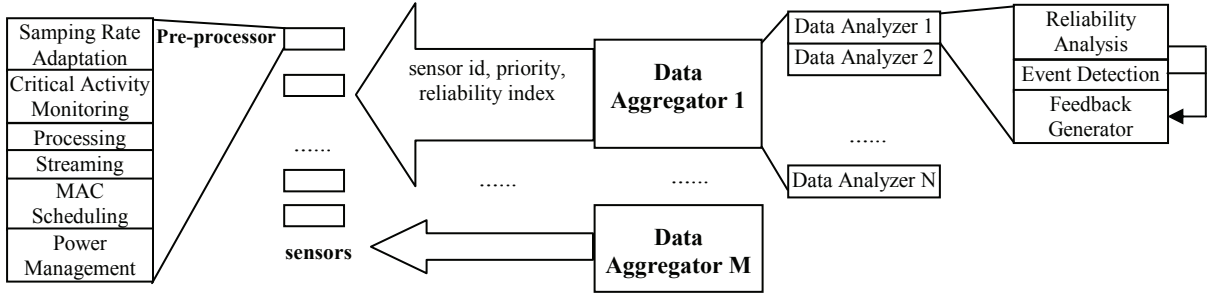 Samping Rate
Adaptation
Critical Activity
Monitoring
Processing
Streaming
MAC
Scheduling
Power
Management
Pre-processor
......
sensors
sensor id, priority,
reliability index
......
Data
Aggregator 1
......
Data
Aggregator M
Data Analyzer 1
Data Analyzer 2
......
Data Analyzer N
Reliability
Analysis
Event Detection
Feedback
Generator